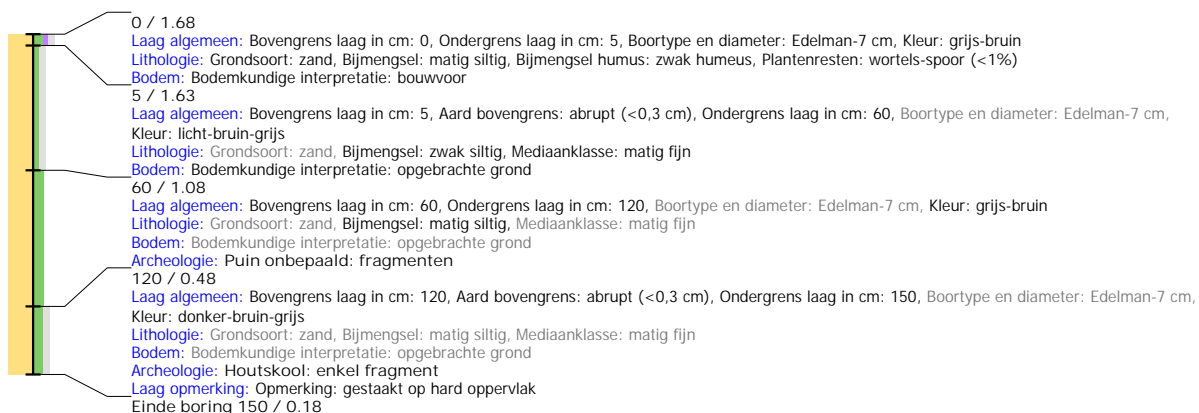 0 / 1.68
Laag algemeen: Bovengrens laag in cm: 0, Ondergrens laag in cm: 5, Boortype en diameter: Edelman-7 cm, Kleur: grijs-bruin
Lithologie: Grondsoort: zand, Bijmengsel: matig siltig, Bijmengsel humus: zwak humeus, Plantenresten: wortels-spoor (<1%)
Bodem: Bodemkundige interpretatie: bouwvoor
5 / 1.63
Laag algemeen: Bovengrens laag in cm: 5, Aard bovengrens: abrupt (<0,3 cm), Ondergrens laag in cm: 60, Boortype en diameter: Edelman-7 cm,
Kleur: licht-bruin-grijs
Lithologie: Grondsoort: zand, Bijmengsel: zwak siltig, Mediaanklasse: matig fijn
Bodem: Bodemkundige interpretatie: opgebrachte grond
60 / 1.08
Laag algemeen: Bovengrens laag in cm: 60, Ondergrens laag in cm: 120, Boortype en diameter: Edelman-7 cm, Kleur: grijs-bruin
Lithologie: Grondsoort: zand, Bijmengsel: matig siltig, Mediaanklasse: matig fijn
Bodem: Bodemkundige interpretatie: opgebrachte grond
Archeologie: Puin onbepaald: fragmenten
120 / 0.48
Laag algemeen: Bovengrens laag in cm: 120, Aard bovengrens: abrupt (<0,3 cm), Ondergrens laag in cm: 150, Boortype en diameter: Edelman-7 cm,
Kleur: donker-bruin-grijs
Lithologie: Grondsoort: zand, Bijmengsel: matig siltig, Mediaanklasse: matig fijn
Bodem: Bodemkundige interpretatie: opgebrachte grond
Archeologie: Houtskool: enkel fragment
Laag opmerking: Opmerking: gestaakt op hard oppervlak
Einde boring 150 / 0.18